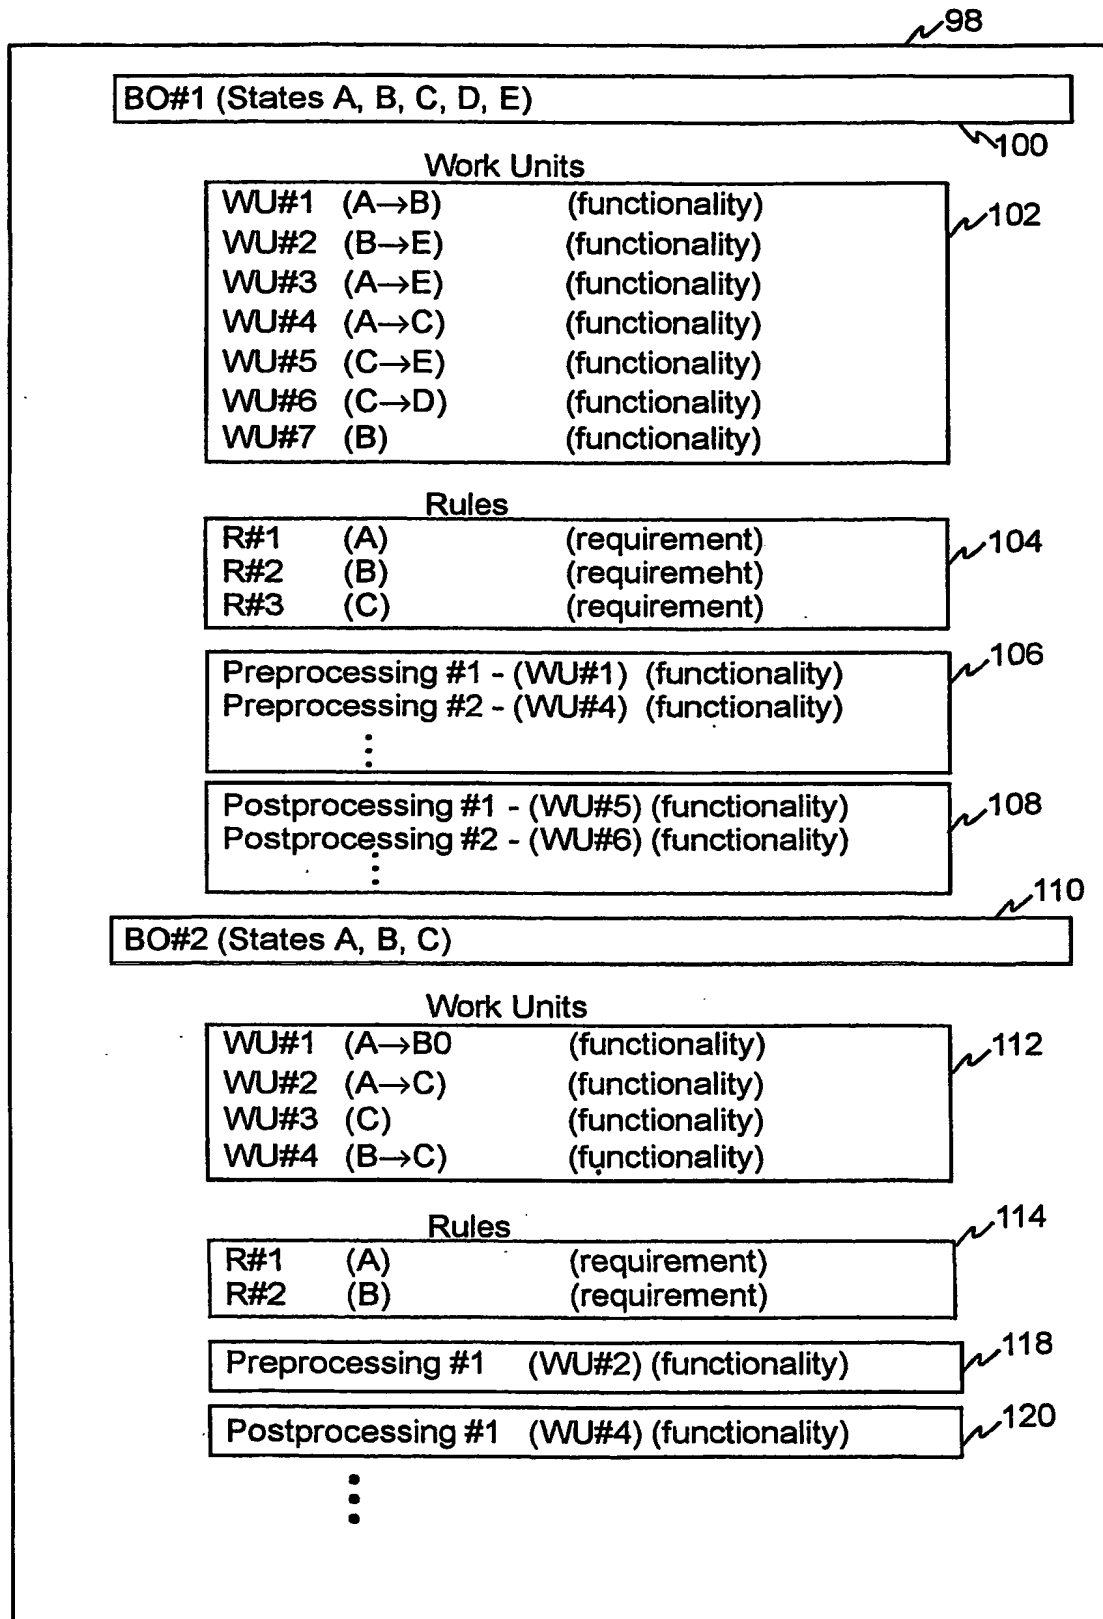 98
BO#1 (States A, B, C, D, E)
100
Work Units
WU#1 (A→B) (functionality)
102
WU#2 (B→E) (functionality)
WU#3 (A→E) (functionality)
WU#4 (A→C) (functionality)
WU#5 (C→E) (functionality)
WU#6 (C→D) (functionality)
WU#7 (B) (functionality)
Rules
R#1 (A) (requirement)
104
R#2 (B) (requiremeht)
R#3 (C) (requirement)
106
Preprocessing #1 - (WU#1) (functionality)
Preprocessing #2 - (WU#4) (functionality)
Postprocessing #1 - (WU#5) (functionality)
108
Postprocessing #2 - (WU#6) (functionality)
110
BO#2 (States A, B, C)
Work Units
WU#1 (A→B0 (functionality)
112
WU#2 (A→C) (functionality)
WU#3 (C) (functionality)
WU#4 (B→C) (functionality)
Rules
114
R#1 (A) (requirement)
R#2 (B) (requirement)
118
Preprocessing #1 (WU#2) (functionality)
120
Postprocessing #1 (WU#4) (functionality)